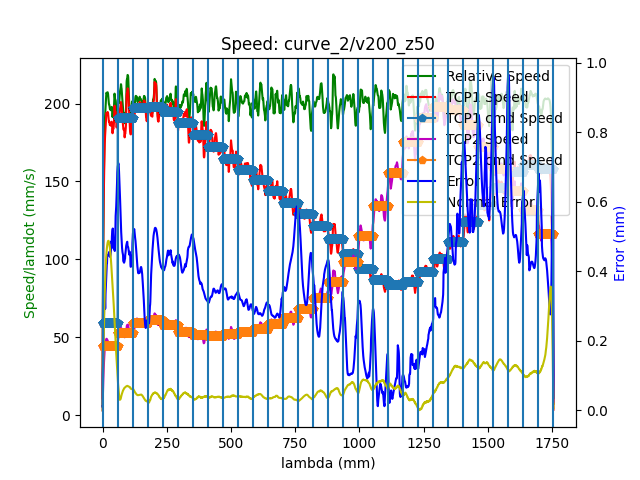 Speed: curve_2/v200_z50
Relative Speed
TCP1 Speed
TCP1 cmd Speed
TCP2 Speed
TCP2 cmd Speed
Error
Normal Error
Speed/lamdot (mm/s)
200
150
100
50
0
1.0
0.8
0.6
0.4
0.2
0.0
Error (mm)
0 250 500 750 1000 1250 1500 1750
lambda (mm)